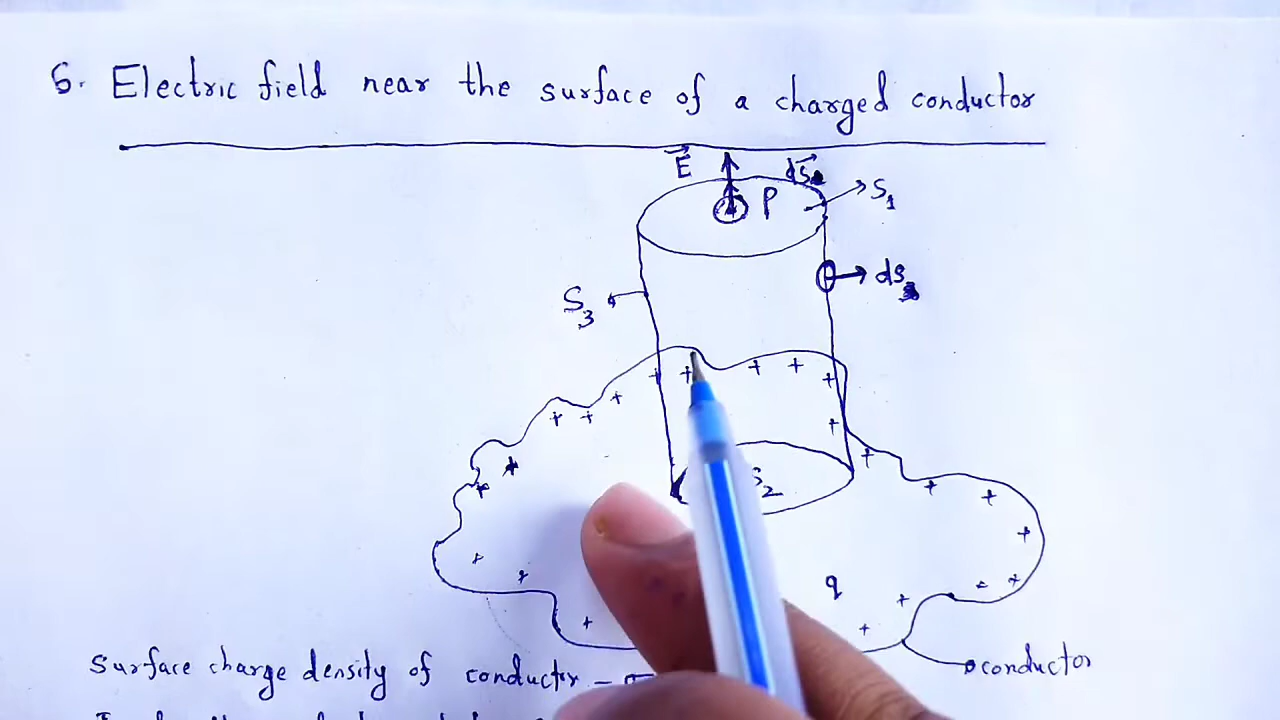 6. Electric field near the surface of a charged conductor
E ds
P S1
S3 ds
S2
q
conductor
surface charge density of conductor - σ